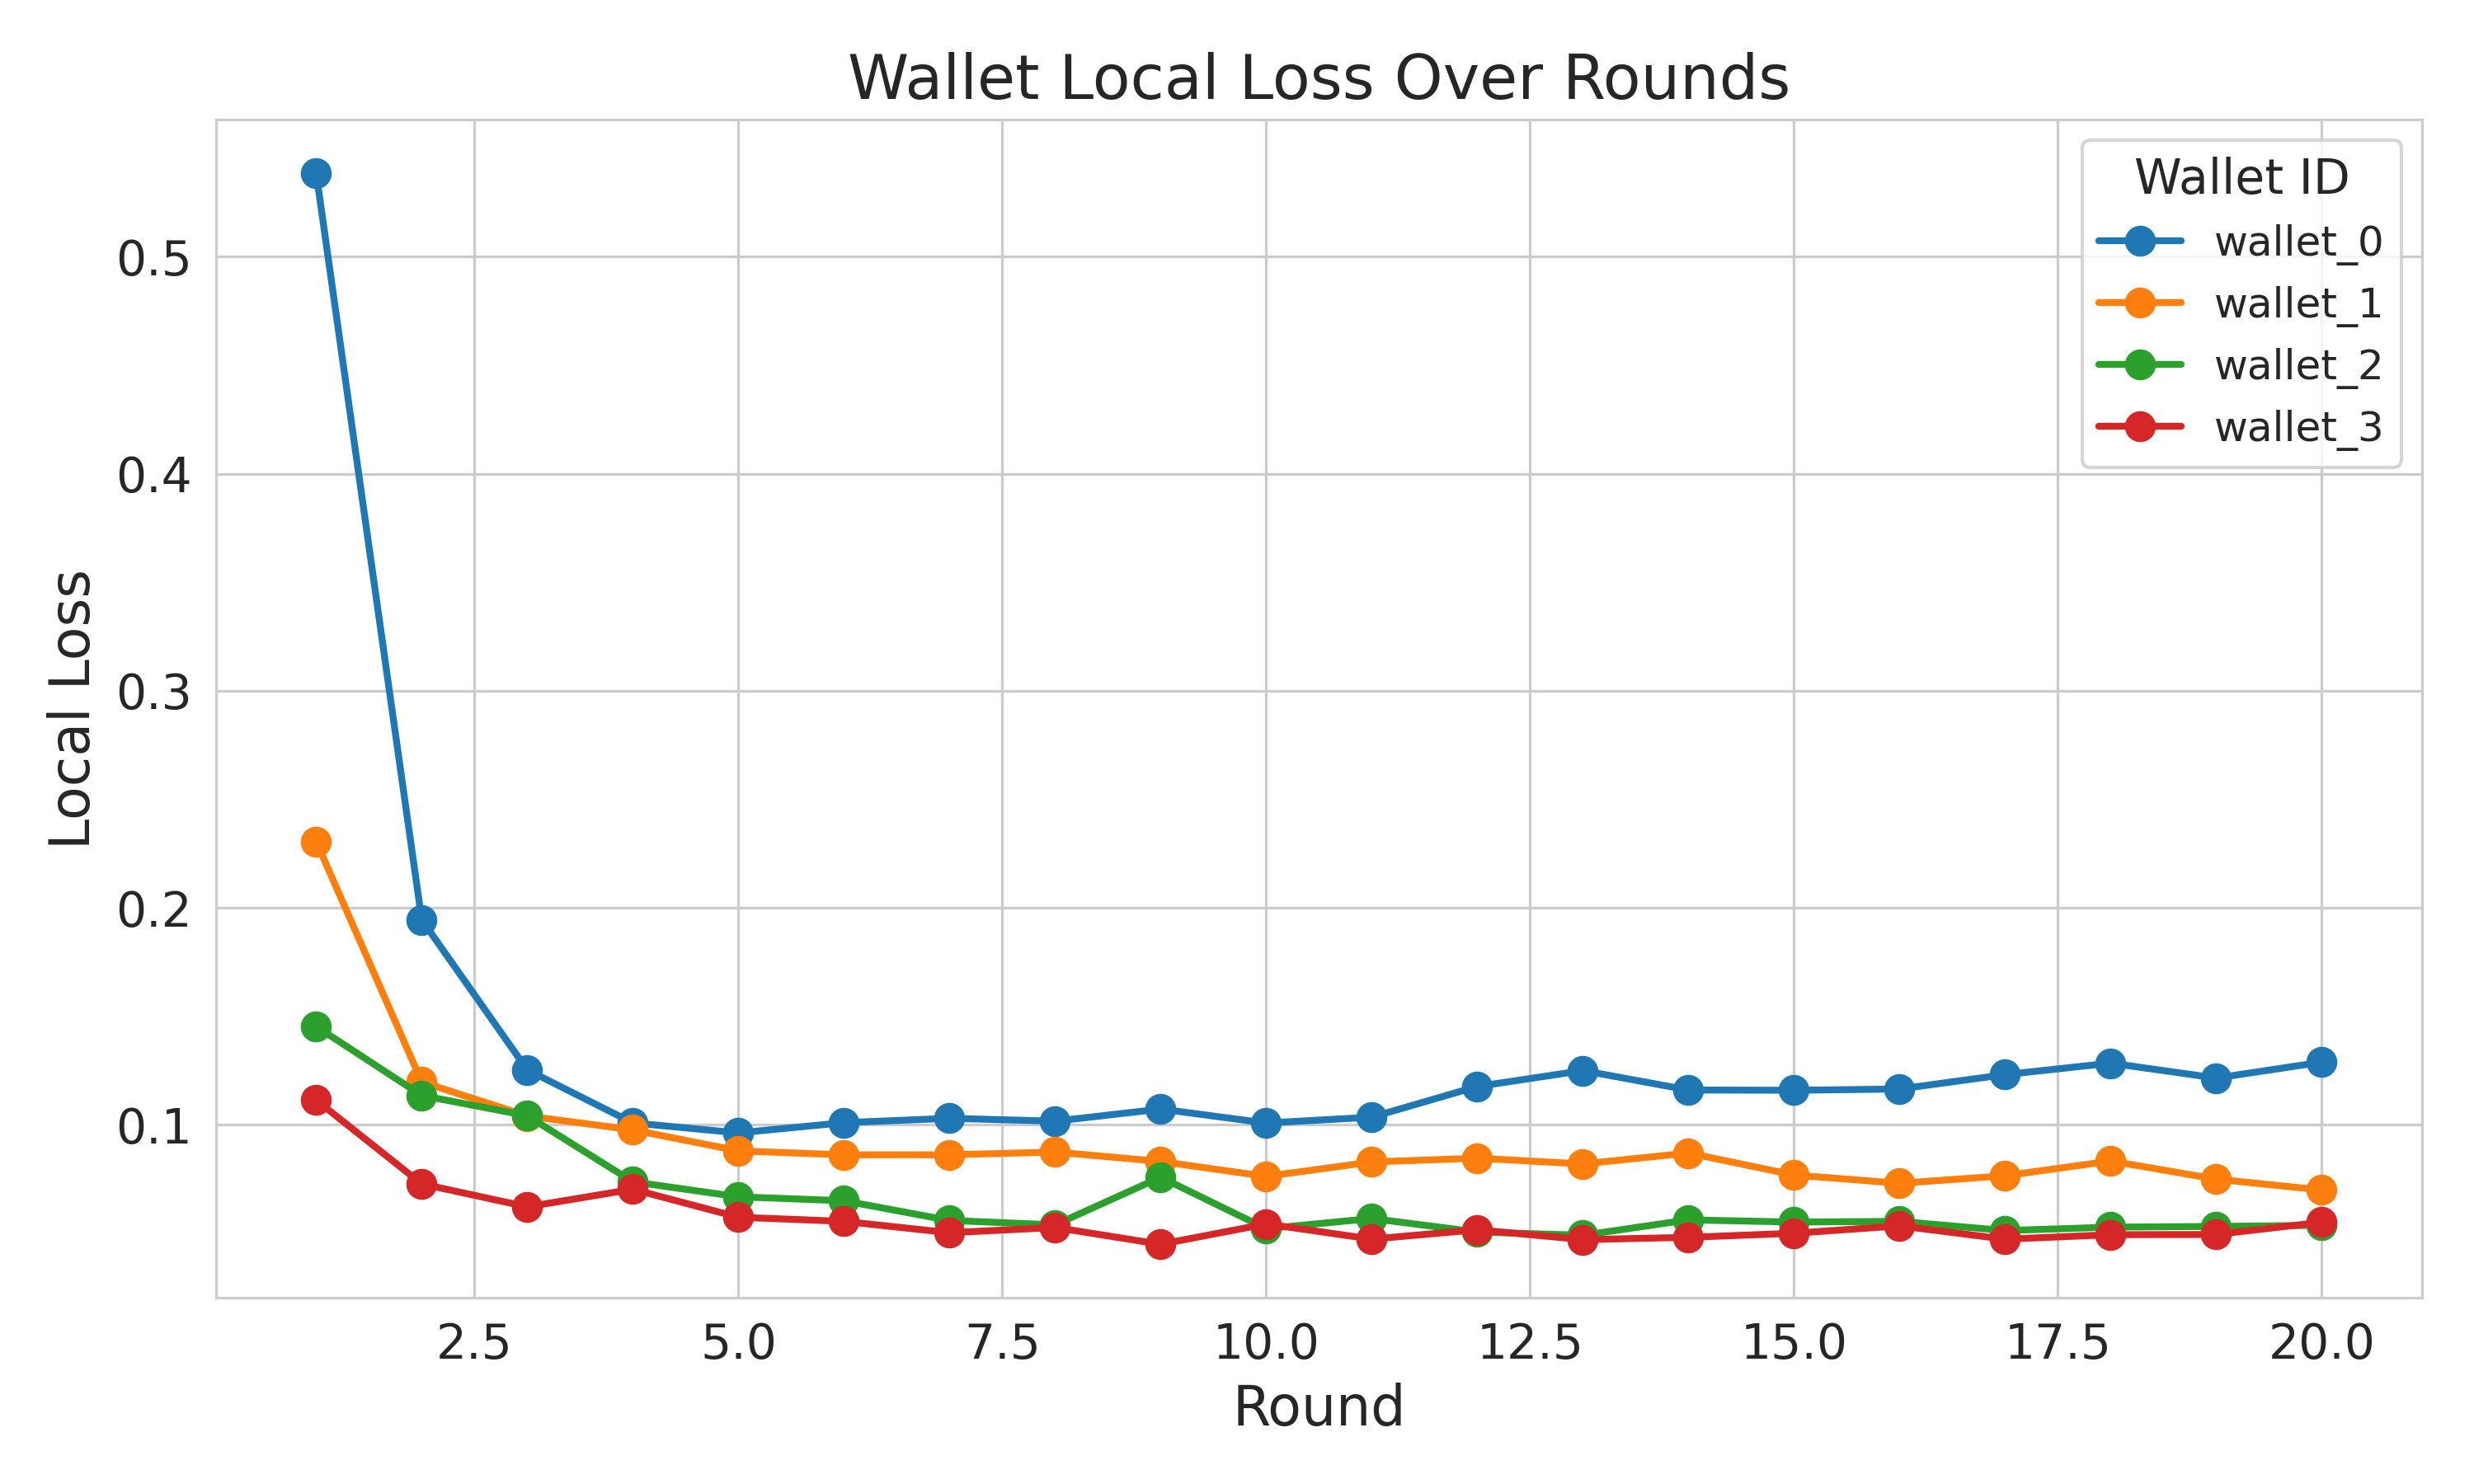 Wallet Local Loss Over Rounds
Wallet ID
wallet_0
wallet_1
wallet_2
wallet_3
Local Loss
0.5
0.4
0.3
0.2
0.1
2.5 5.0 7.5 10.0 12.5 15.0 17.5 20.0
Round